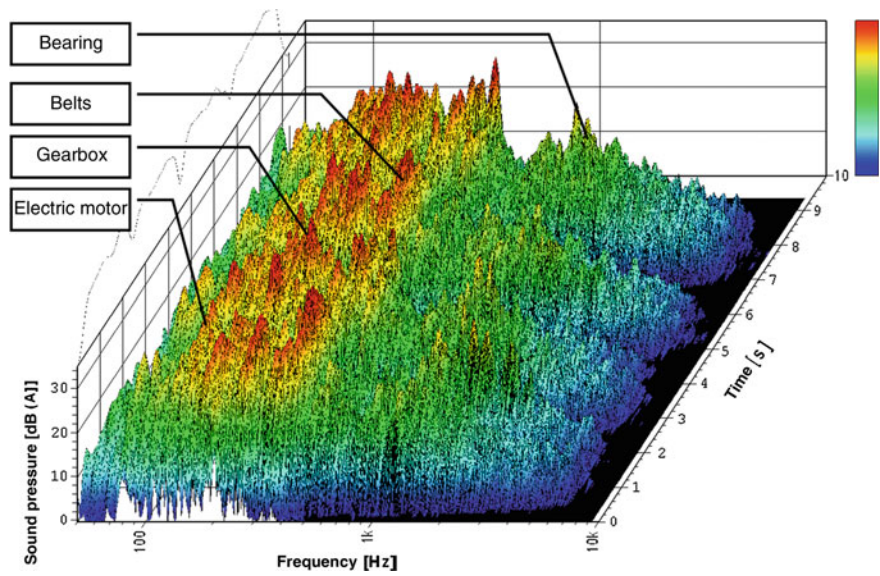 Bearing
Belts
Gearbox
Electric motor
10
9
8
7
6
5
4
3
2
1
0
Time [s]
30
20
10
0
Sound pressure [dB (A)]
100
1k
10k
Frequency [Hz]